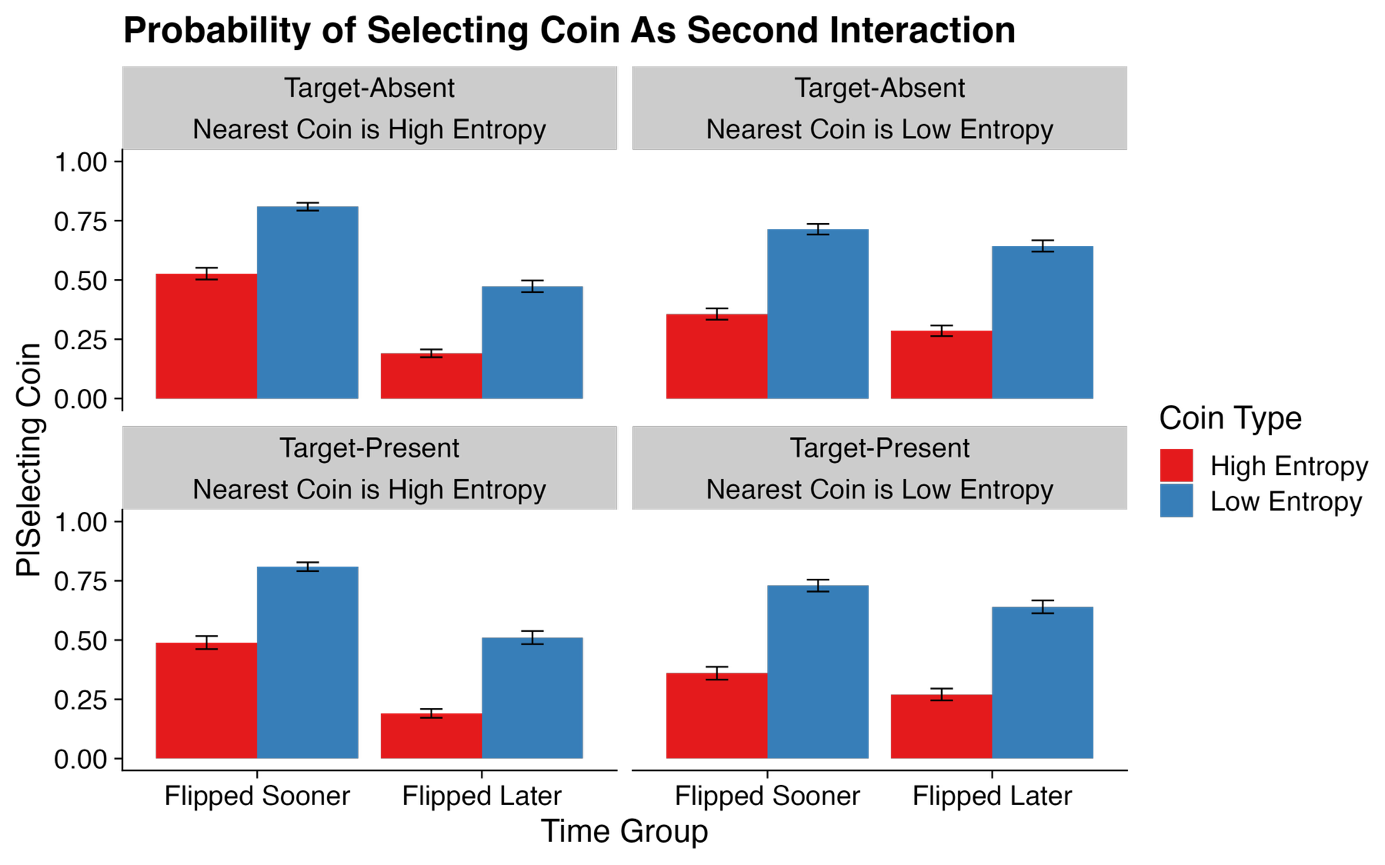 Probability of Selecting Coin As Second Interaction
Target-Absent
Nearest Coin is High Entropy
Target-Absent
Nearest Coin is Low Entropy
1.00
0.75
0.50
0.25
0.00
Target-Present
Nearest Coin is High Entropy
Target-Present
Nearest Coin is Low Entropy
1.00
0.75
0.50
0.25
0.00
P|Selecting Coin
Flipped Sooner
Flipped Later
Flipped Sooner
Flipped Later
Time Group
Coin Type
High Entropy
Low Entropy